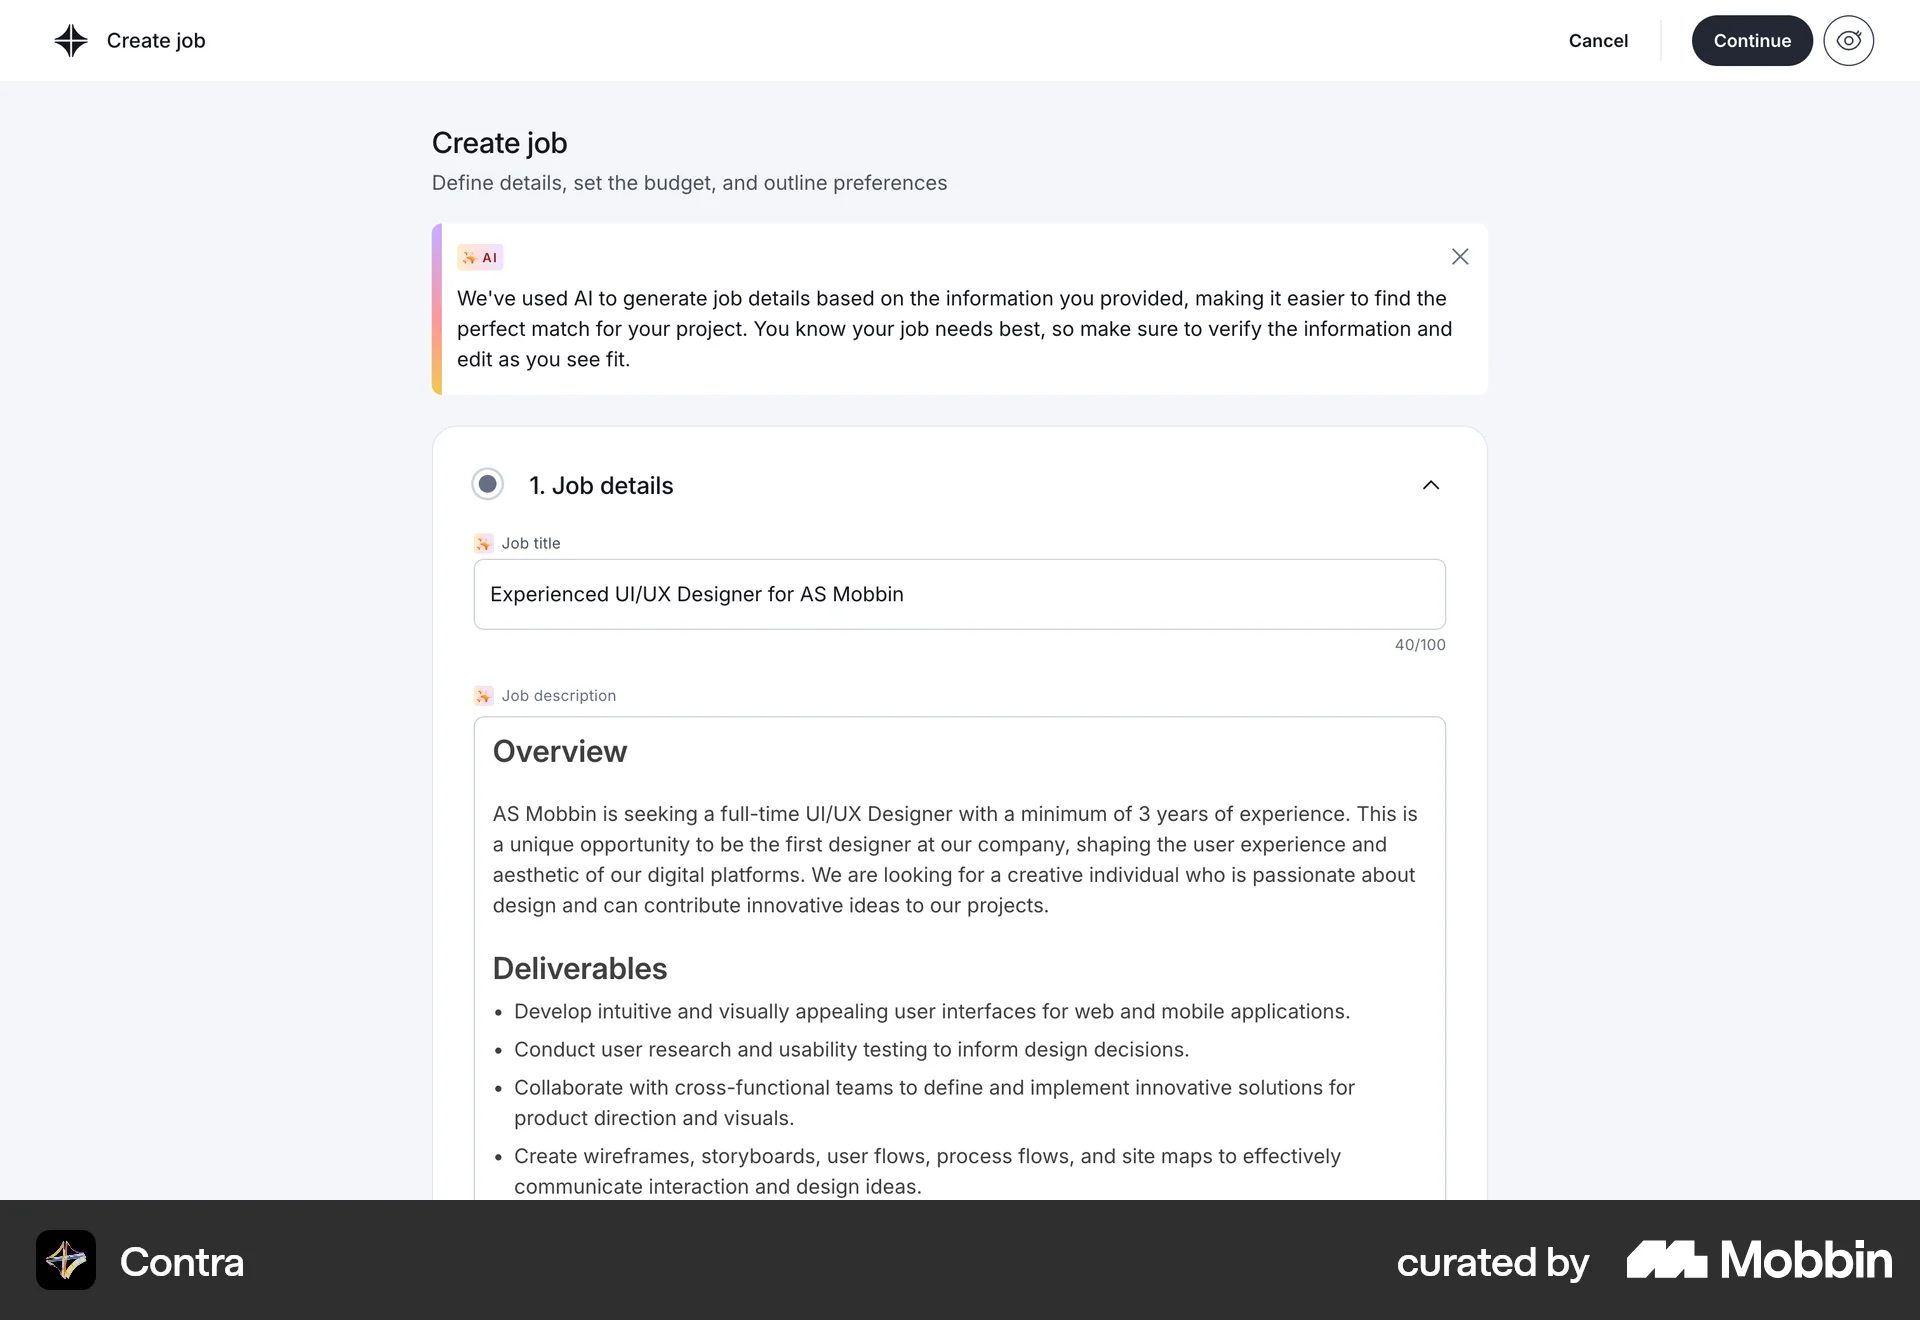 Create job
Cancel
Continue
Create job
Define details, set the budget, and outline preferences
AI
We've used AI to generate job details based on the information you provided, making it easier to find the
perfect match for your project. You know your job needs best, so make sure to verify the information and
edit as you see fit.
1. Job details
Job title
Experienced UI/UX Designer for AS Mobbin
40/100
Job description
Overview
AS Mobbin is seeking a full-time UI/UX Designer with a minimum of 3 years of experience. This is
a unique opportunity to be the first designer at our company, shaping the user experience and
aesthetic of our digital platforms. We are looking for a creative individual who is passionate about
design and can contribute innovative ideas to our projects.
Deliverables
• Develop intuitive and visually appealing user interfaces for web and mobile applications.
• Conduct user research and usability testing to inform design decisions.
• Collaborate with cross-functional teams to define and implement innovative solutions for
product direction and visuals.
• Create wireframes, storyboards, user flows, process flows, and site maps to effectively
communicate interaction and design ideas.
Contra
curated by Mobbin